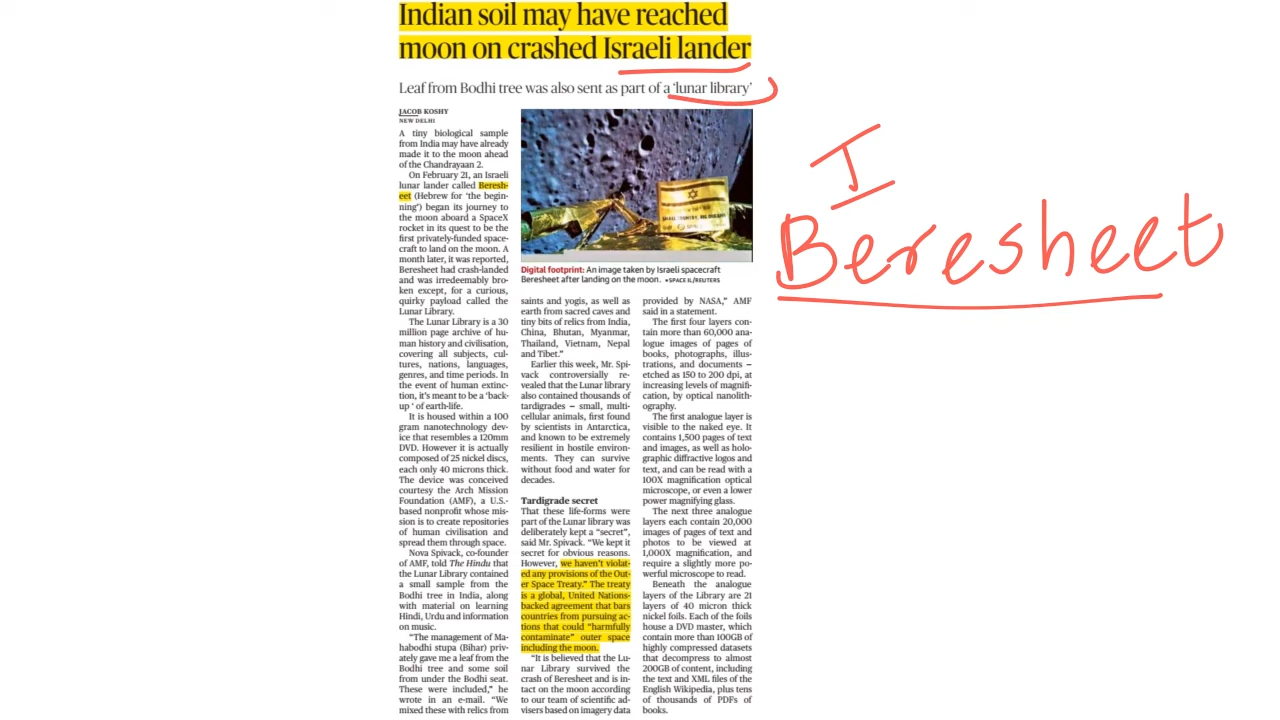 Indian soil may have reached
moon on crashed Israeli lander
Leaf from Bodhi tree was also sent as part of a 'lunar library'
JACOB KOSHY
NEW DELHI
A tiny biological sample
from India may have already
made it to the moon ahead
of the Chandrayaan 2.
On February 21, an Israeli
lunar lander called Beresh-
eet (Hebrew for 'the begin-
ning') began its journey to
the moon aboard a SpaceX
rocket in its quest to be the
first privately-funded space-
craft to land on the moon. A
month later, it was reported,
Beresheet had crash-landed
and was irredeemably bro-
ken except, for a curious,
quirky payload called the
Lunar Library.
The Lunar Library is a 30
million page archive of hu-
man history and civilisation,
covering all subjects, cul-
tures, nations, languages,
genres, and time periods. In
the event of human extinc-
tion, it's meant to be a 'back-
up ' of earth-life.
It is housed within a 100
gram nanotechnology dev-
ice that resembles a 120mm
DVD. However it is actually
composed of 25 nickel discs,
each only 40 microns thick.
The device was conceived
courtesy the Arch Mission
Foundation (AMF), a U.S.-
based nonprofit whose mis-
sion is to create repositories
of human civilisation and
spread them through space.
Nova Spivack, co-founder
of AMF, told The Hindu that
the Lunar Library contained
a small sample from the
Bodhi tree in India, along
with material on learning
Hindi, Urdu and information
on music.
"The management of Ma-
habodhi stupa (Bihar) priv-
ately gave me a leaf from the
Bodhi tree and some soil
from under the Bodhi seat.
These were included," he
wrote in an e-mail. "We
mixed these with relics from
SMALL COUNTRY, BIG DREAMS
Digital footprint: An image taken by Israeli spacecraft
Beresheet after landing on the moon. •SPACE IL/REUTERS
saints and yogis, as well as
earth from sacred caves and
tiny bits of relics from India,
China, Bhutan, Myanmar,
Thailand, Vietnam, Nepal
and Tibet."
Earlier this week, Mr. Spi-
vack controversially re-
vealed that the Lunar library
also contained thousands of
tardigrades – small, multi-
cellular animals, first found
by scientists in Antarctica,
and known to be extremely
resilient in hostile environ-
ments. They can survive
without food and water for
decades.
Tardigrade secret
That these life-forms were
part of the Lunar library was
deliberately kept a "secret",
said Mr. Spivack. "We kept it
secret for obvious reasons.
However, we haven't violat-
ed any provisions of the Out-
er Space Treaty." The treaty
is a global, United Nations-
backed agreement that bars
countries from pursuing ac-
tions that could "harmfully
contaminate" outer space
including the moon.
"It is believed that the Lu-
nar Library survived the
crash of Beresheet and is in-
tact on the moon according
to our team of scientific ad-
visers based on imagery data
provided by NASA," AMF
said in a statement.
The first four layers con-
tain more than 60,000 ana-
logue images of pages of
books, photographs, illus-
trations, and documents –
etched as 150 to 200 dpi, at
increasing levels of magnifi-
cation, by optical nanolith-
ography.
The first analogue layer is
visible to the naked eye. It
contains 1,500 pages of text
and images, as well as holo-
graphic diffractive logos and
text, and can be read with a
100X magnification optical
microscope, or even a lower
power magnifying glass.
The next three analogue
layers each contain 20,000
images of pages of text and
photos to be viewed at
1,000X magnification, and
require a slightly more po-
werful microscope to read.
Beneath the analogue
layers of the Library are 21
layers of 40 micron thick
nickel foils. Each of the foils
house a DVD master, which
contain more than 100GB of
highly compressed datasets
that decompress to almost
200GB of content, including
the text and XML files of the
English Wikipedia, plus tens
of thousands of PDFs of
books.
I
Beresheet